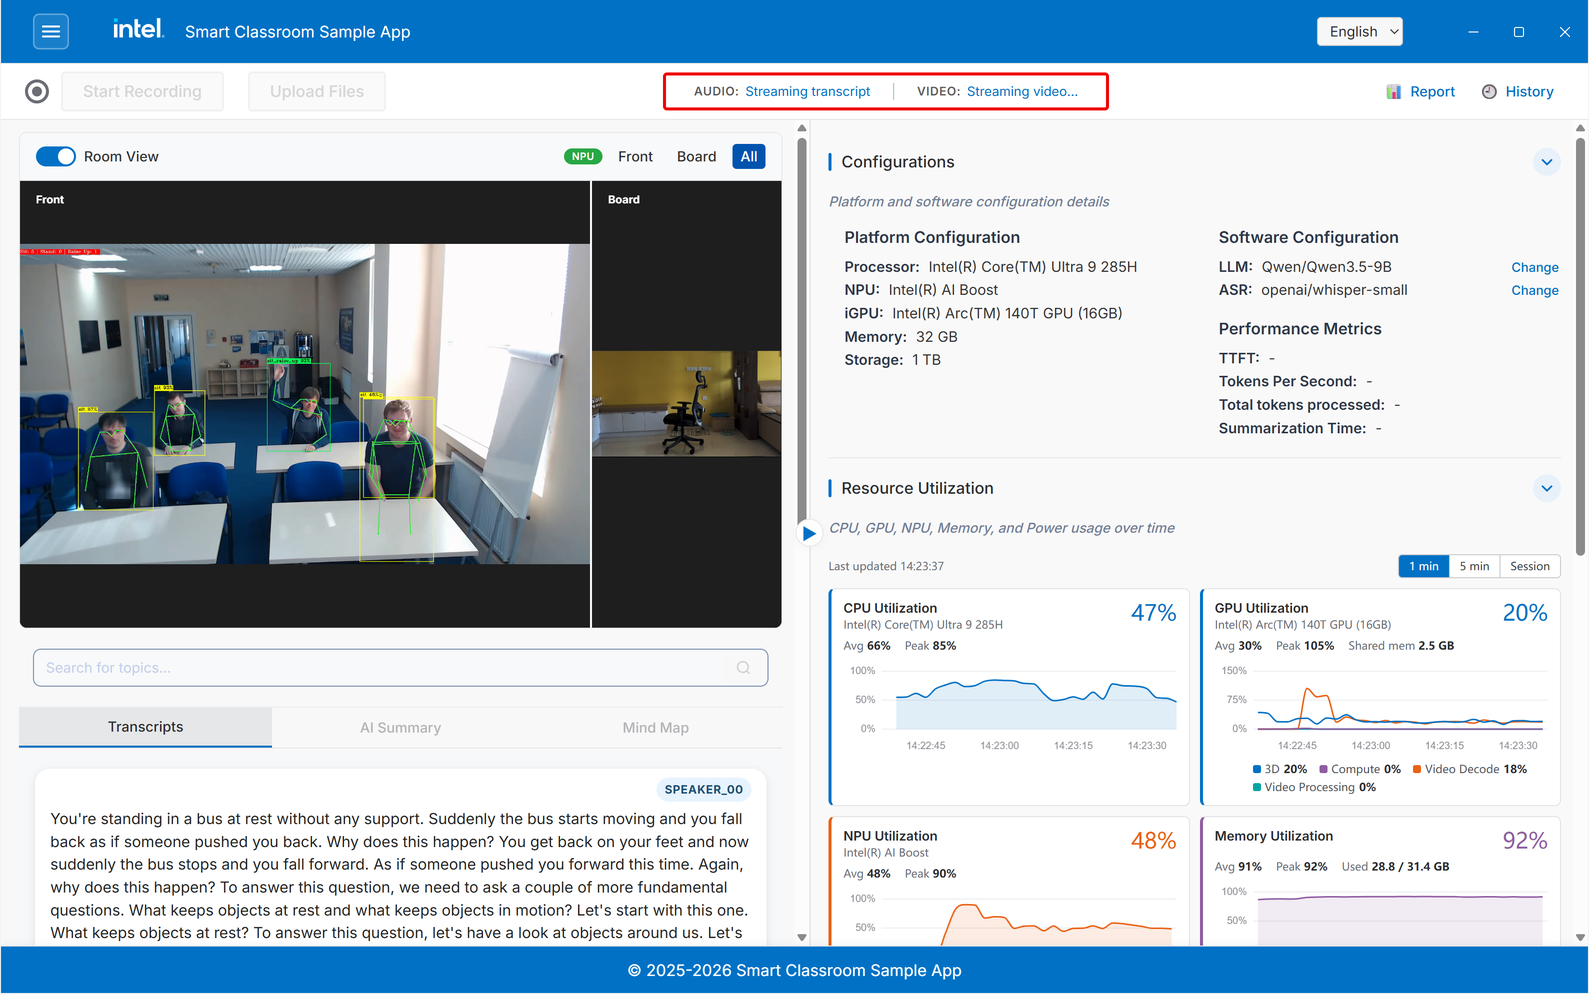 intel. Smart Classroom Sample App
English
Start Recording
Upload Files
AUDIO: Streaming transcript
VIDEO: Streaming video...
Report
History
Room View
NPU
Front
Board
All
Front
Board
Search for topics...
Transcripts
AI Summary
Mind Map
SPEAKER_00
You're standing in a bus at rest without any support. Suddenly the bus starts moving and you fall
back as if someone pushed you back. Why does this happen? You get back on your feet and now
suddenly the bus stops and you fall forward. As if someone pushed you forward this time. Again,
why does this happen? To answer this question, we need to ask a couple of more fundamental
questions. What keeps objects at rest and what keeps objects in motion? Let's start with this one.
What keeps objects at rest? To answer this question, let's have a look at objects around us. Let's
Configurations
Platform and software configuration details
Platform Configuration
Processor: Intel(R) Core(TM) Ultra 9 285H
NPU: Intel(R) AI Boost
iGPU: Intel(R) Arc(TM) 140T GPU (16GB)
Memory: 32 GB
Storage: 1 TB
Software Configuration
LLM: Qwen/Qwen3.5-9B Change
ASR: openai/whisper-small Change
Performance Metrics
TTFT: -
Tokens Per Second: -
Total tokens processed: -
Summarization Time: -
Resource Utilization
CPU, GPU, NPU, Memory, and Power usage over time
Last updated 14:23:37
1 min
5 min
Session
CPU Utilization
47%
Intel(R) Core(TM) Ultra 9 285H
Avg 66% Peak 85%
100%
50%
0%
14:22:45 14:23:00 14:23:15 14:23:30
GPU Utilization
20%
Intel(R) Arc(TM) 140T GPU (16GB)
Avg 30% Peak 105% Shared mem 2.5 GB
150%
75%
0%
14:22:45 14:23:00 14:23:15 14:23:30
3D 20% Compute 0% Video Decode 18%
Video Processing 0%
NPU Utilization
48%
Intel(R) AI Boost
Avg 48% Peak 90%
100%
50%
Memory Utilization
92%
Avg 91% Peak 92% Used 28.8 / 31.4 GB
100%
50%
© 2025-2026 Smart Classroom Sample App